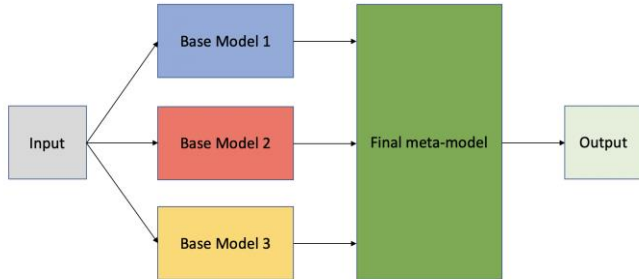 Base Model 1
Input
Base Model 2
Final meta-model
Output
Base Model 3